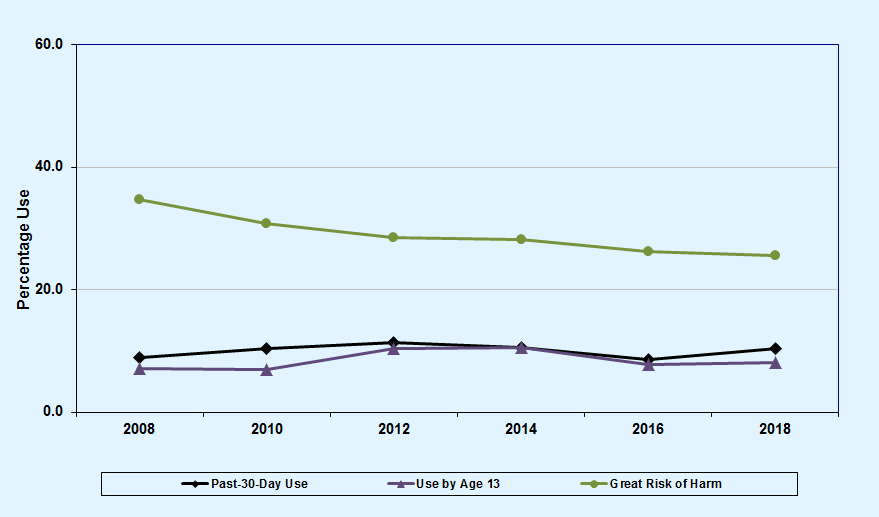 60.0
40.0
20.0
0.0
Percentage Use
2008 2010 2012 2014 2016 2018
Past-30-Day Use Use by Age 13 Great Risk of Harm